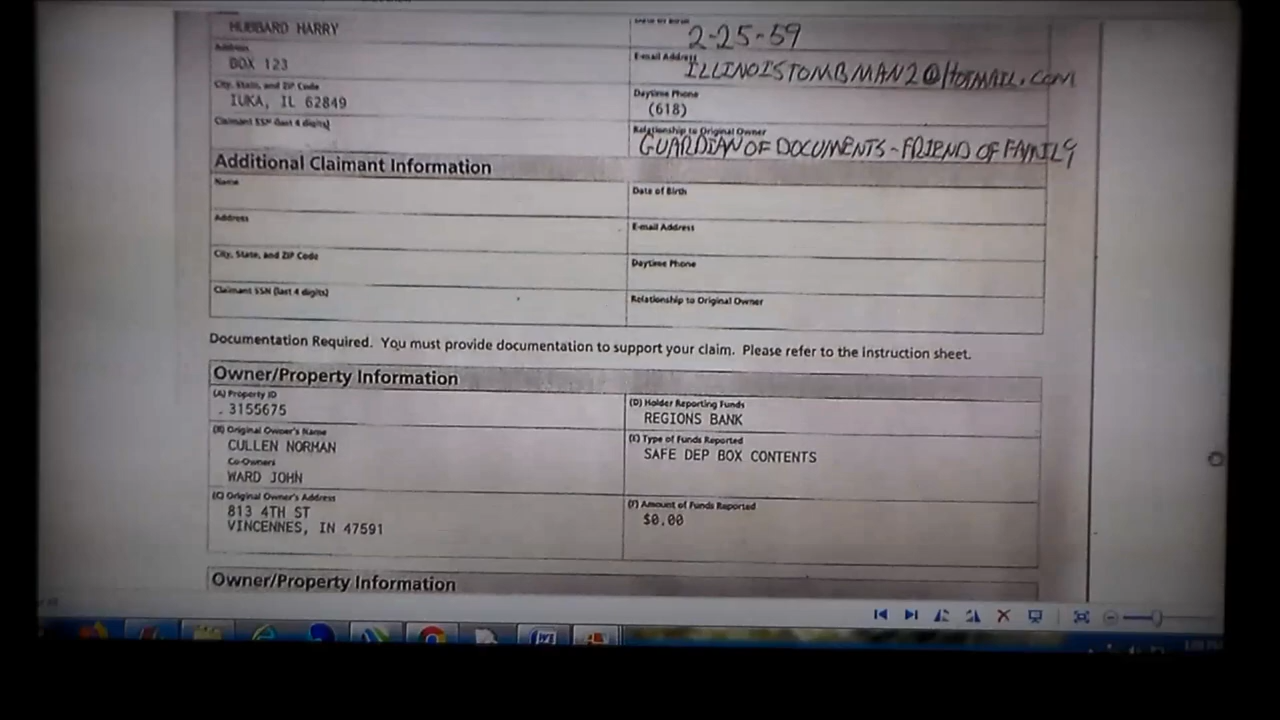 HUBBARD HARRY
2-25-59
Address
BOX 123
E-mail Address
ILLINOISTOMBMAN2@HOTMAIL.COM
City, State, and ZIP Code
IUKA, IL 62849
Daytime Phone
(618)
Claimant SSN (last 4 digits)
Relationship to Original Owner
GUARDIAN OF DOCUMENTS - FRIEND OF FAMILY
Additional Claimant Information
Name
Date of Birth
Address
E-mail Address
City, State, and ZIP Code
Daytime Phone
Claimant SSN (last 4 digits)
Relationship to Original Owner
Documentation Required. You must provide documentation to support your claim. Please refer to the instruction sheet.
Owner/Property Information
(A) Property ID
3155675
(D) Holder Reporting Funds
REGIONS BANK
(B) Original Owner's Name
CULLEN NORMAN
(E) Type of Funds Reported
SAFE DEP BOX CONTENTS
Co-Owners
WARD JOHN
(C) Original Owner's Address
813 4TH ST
VINCENNES, IN 47591
(F) Amount of Funds Reported
$0.00
Owner/Property Information